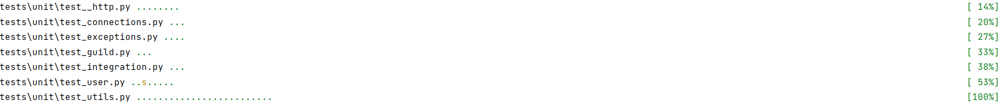 tests\unit\test__http.py ........ [ 14%]
tests\unit\test_connections.py ... [ 20%]
tests\unit\test_exceptions.py .... [ 27%]
tests\unit\test_guild.py ... [ 33%]
tests\unit\test_integration.py ... [ 38%]
tests\unit\test_user.py ..s..... [ 53%]
tests\unit\test_utils.py ......................... [100%]